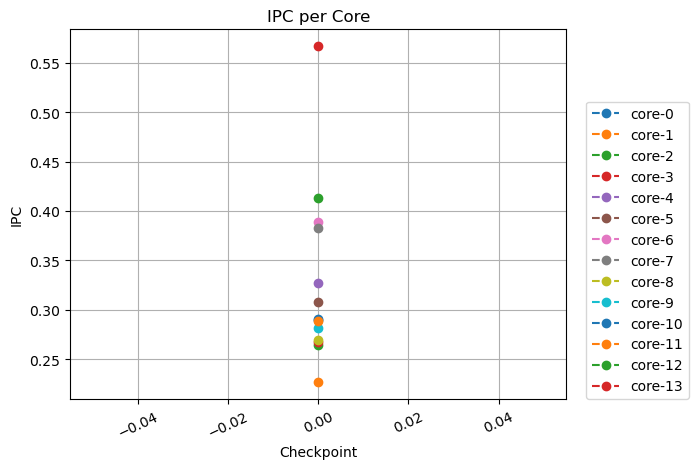 IPC per Core
IPC
0.55
0.50
0.45
0.40
0.35
0.30
0.25
−0.04
−0.02
0.00
0.02
0.04
Checkpoint
core-0
core-1
core-2
core-3
core-4
core-5
core-6
core-7
core-8
core-9
core-10
core-11
core-12
core-13